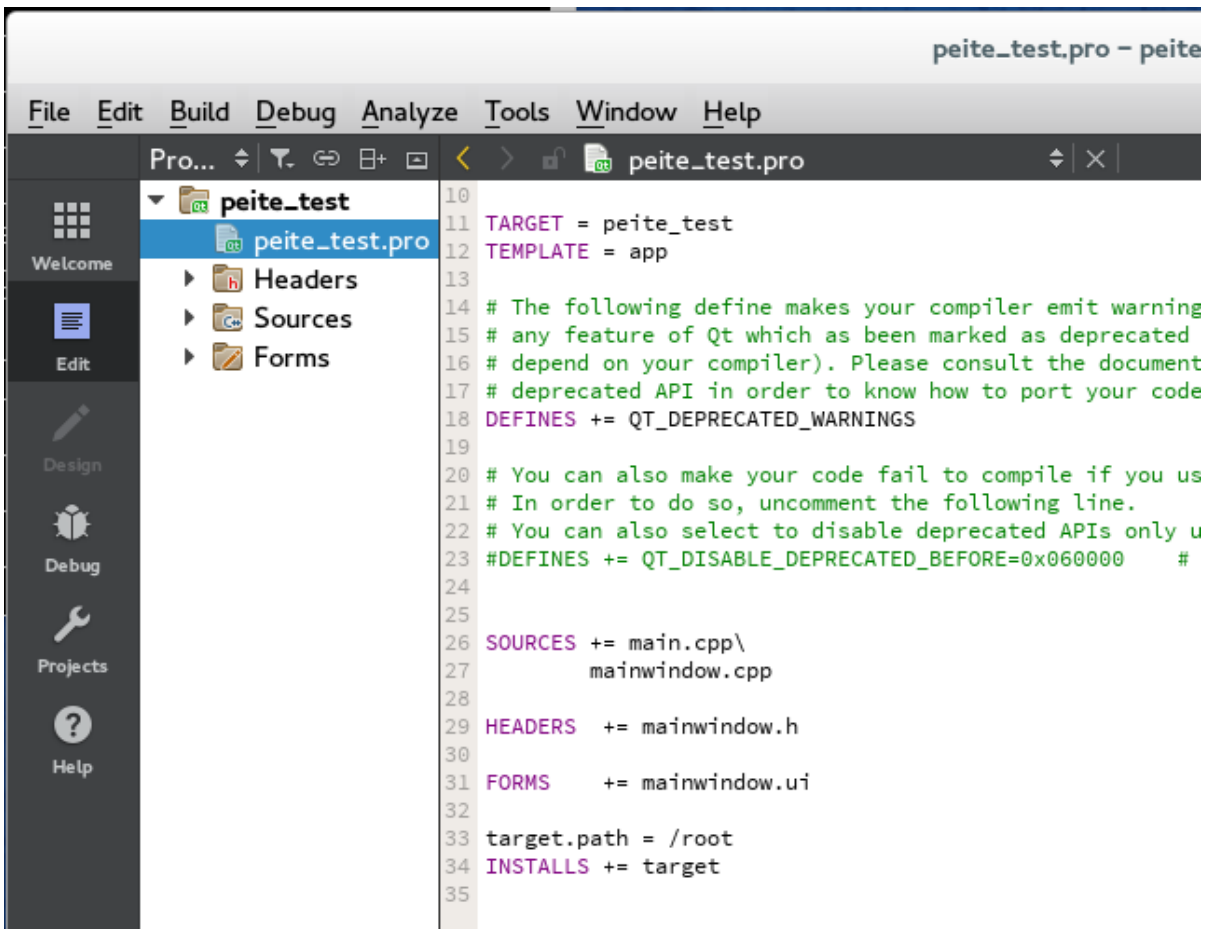 peite_test.pro – peite
File Edit Build Debug Analyze Tools Window Help
Pro... peite_test.pro
Welcome
Edit
Design
Debug
Projects
Help
peite_test
peite_test.pro
Headers
Sources
Forms
10
11 TARGET = peite_test
12 TEMPLATE = app
13
14 # The following define makes your compiler emit warning
15 # any feature of Qt which as been marked as deprecated
16 # depend on your compiler). Please consult the document
17 # deprecated API in order to know how to port your code
18 DEFINES += QT_DEPRECATED_WARNINGS
19
20 # You can also make your code fail to compile if you us
21 # In order to do so, uncomment the following line.
22 # You can also select to disable deprecated APIs only u
23 #DEFINES += QT_DISABLE_DEPRECATED_BEFORE=0x060000    #
24
25
26 SOURCES += main.cpp\
27         mainwindow.cpp
28
29 HEADERS  += mainwindow.h
30
31 FORMS    += mainwindow.ui
32
33 target.path = /root
34 INSTALLS += target
35